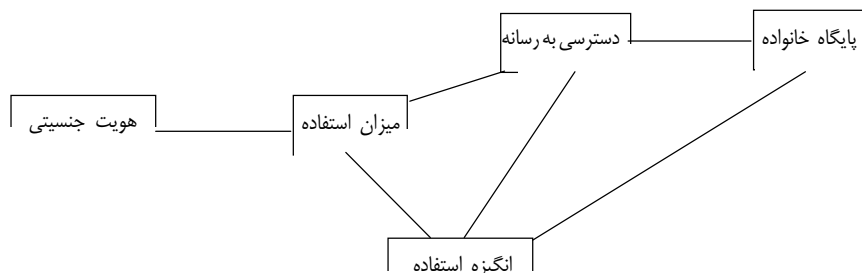 پایگاه خانواده
دسترسی به رسانه
میزان استفاده
هویت جنسیتی
انگیزه استفاده